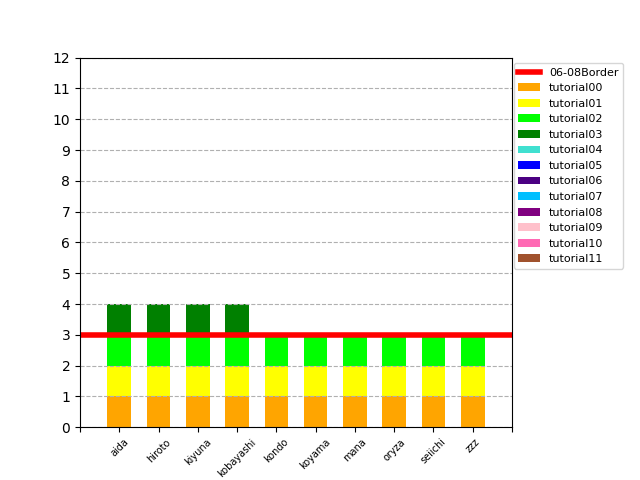 12
11
10
9
8
7
6
5
4
3
2
1
0
aida
hiroto
kiyuna
kobayashi
kondo
koyama
mana
oryza
seiichi
zzz
06-08Border
tutorial00
tutorial01
tutorial02
tutorial03
tutorial04
tutorial05
tutorial06
tutorial07
tutorial08
tutorial09
tutorial10
tutorial11